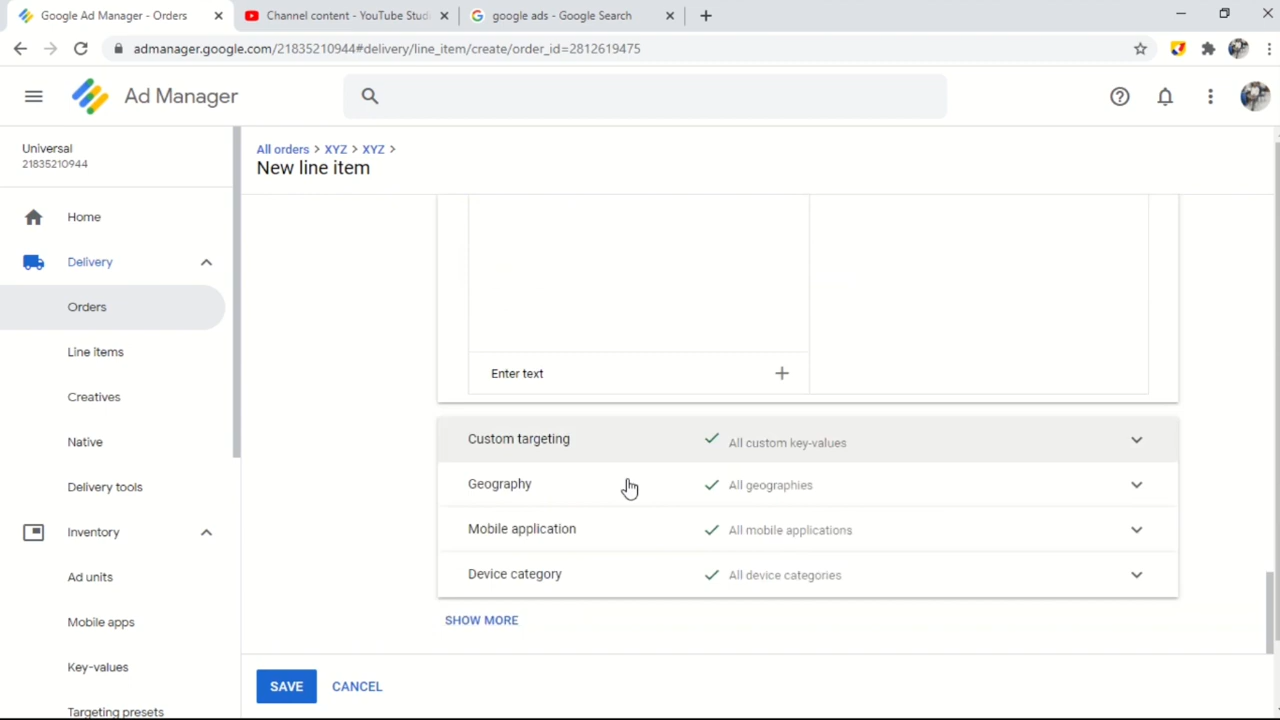 Google Ad Manager - Orders
Channel content - YouTube Studi
google ads - Google Search
admanager.google.com/21835210944#delivery/line_item/create/order_id=2812619475
Ad Manager
Universal
21835210944
Home
Delivery
Orders
Line items
Creatives
Native
Delivery tools
Inventory
Ad units
Mobile apps
Key-values
Targeting presets
All orders > XYZ > XYZ >
New line item
Enter text
Custom targeting All custom key-values
Geography All geographies
Mobile application All mobile applications
Device category All device categories
SHOW MORE
SAVE CANCEL